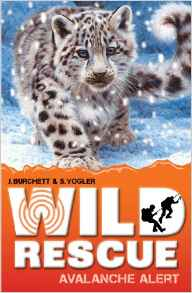 J. BURCHETT & S. VOGLER
WILD
RESCUE
AVALANCHE ALERT